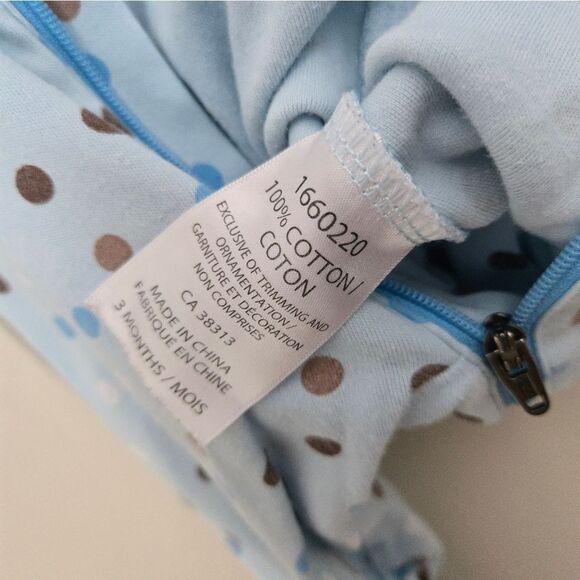 1660220
100% COTTON/
COTON
EXCLUSIVE OF TRIMMING AND
ORNAMENTATION/
GARNITURE ET DÉCORATION
NON COMPRISES
CA 38313
MADE IN CHINA
FABRIQUÉ EN CHINE
3 MONTHS / MOIS